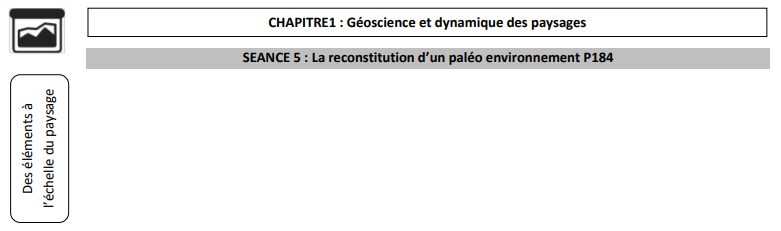 CHAPITRE1 : Géoscience et dynamique des paysages
SEANCE 5 : La reconstitution d'un paléo environnement P184
Des éléments à
l'échelle du paysage